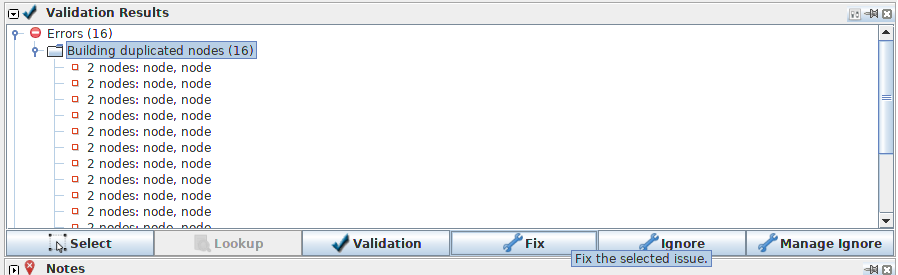 Validation Results
Errors (16)
Building duplicated nodes (16)
2 nodes: node, node
2 nodes: node, node
2 nodes: node, node
2 nodes: node, node
2 nodes: node, node
2 nodes: node, node
2 nodes: node, node
2 nodes: node, node
2 nodes: node, node
2 nodes: node, node
2 nodes: node, node
Select Lookup Validation Fix Ignore Manage Ignore
Fix the selected issue.
Notes